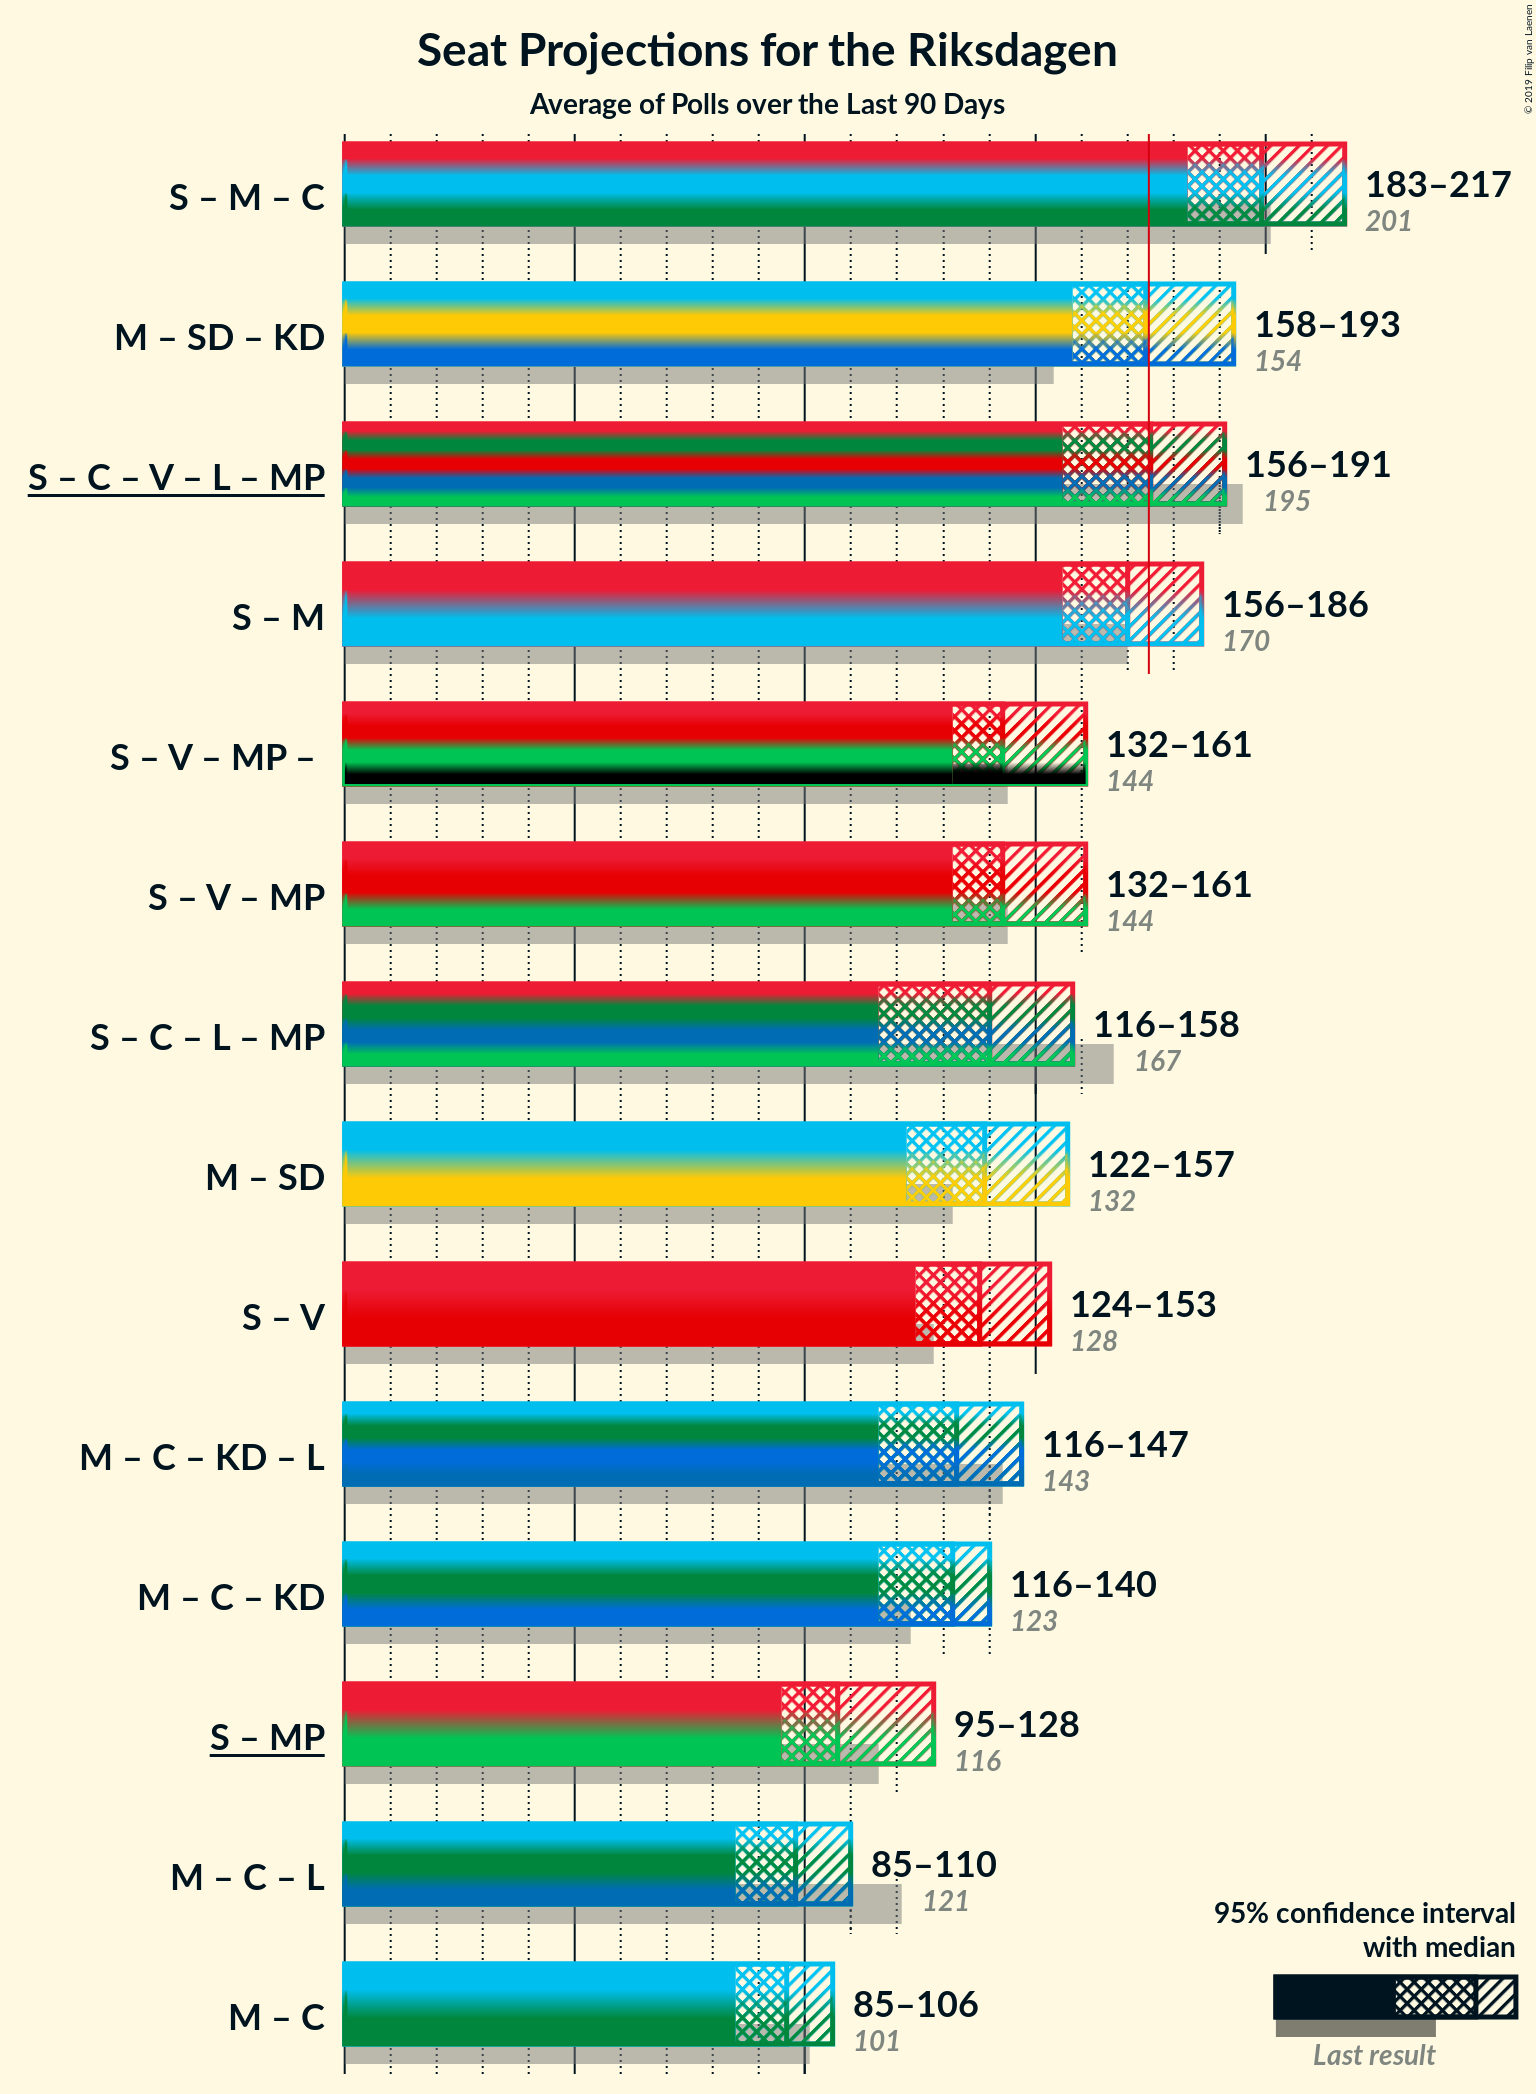 Seat Projections for the Riksdagen
Average of Polls over the Last 90 Days
© 2019 Filip van Laenen
S – M – C
183–217
201
M – SD – KD
158–193
154
S – C – V – L – MP
156–191
195
S – M
156–186
170
S – V – MP –
132–161
144
S – V – MP
132–161
144
S – C – L – MP
116–158
167
M – SD
122–157
132
S – V
124–153
128
M – C – KD – L
116–147
143
M – C – KD
116–140
123
S – MP
95–128
116
M – C – L
85–110
121
M – C
85–106
101
95% confidence interval
with median
Last result